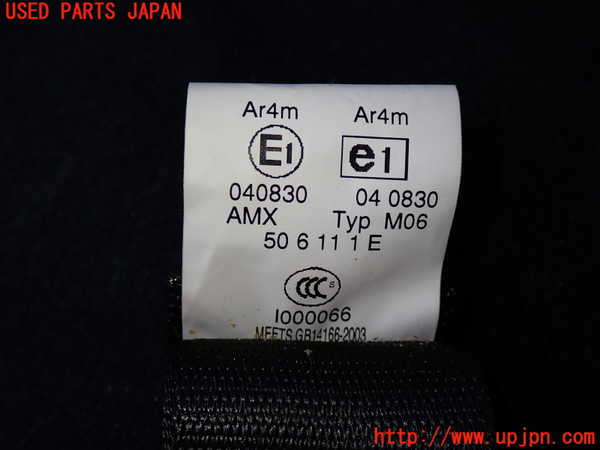 USED PARTS JAPAN
Ar4m Ar4m
E1 e1
040830 04 0830
AMX Typ M06
50 6 11 1 E
CCC S
I000066
MEETS GB14166-2003
http://www.upjpn.com/